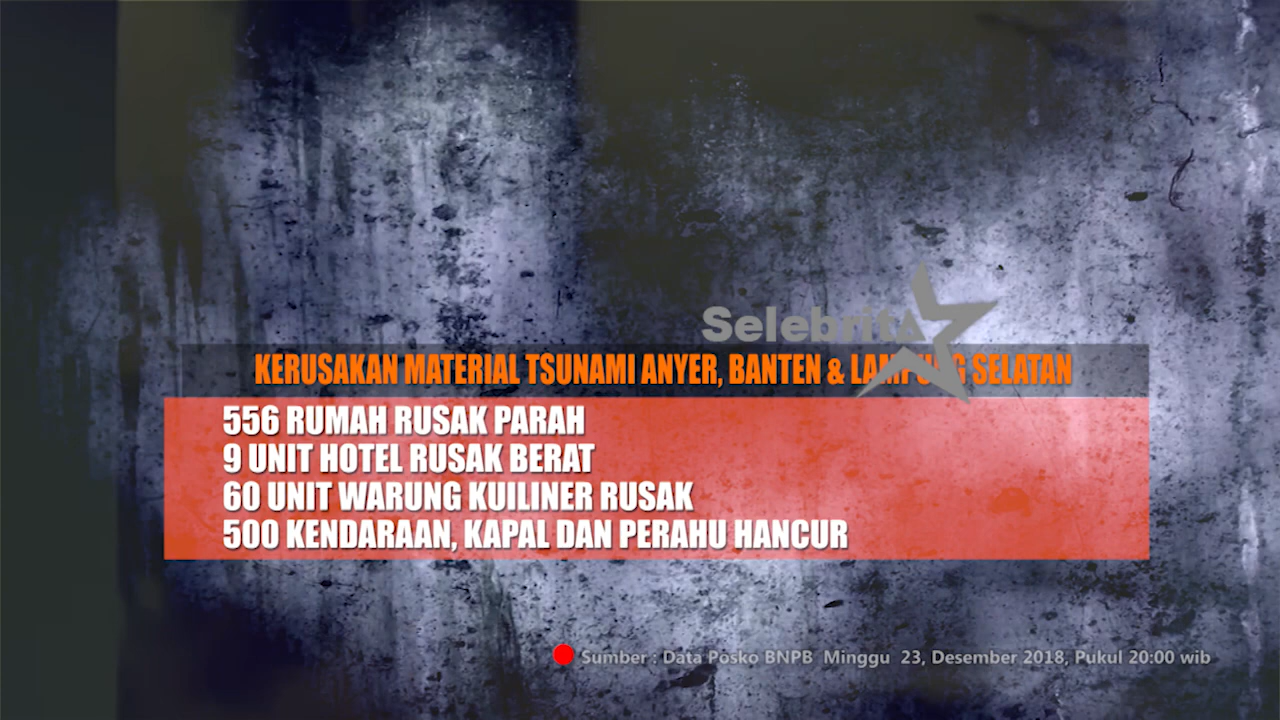 Selebrita
KERUSAKAN MATERIAL TSUNAMI ANYER, BANTEN & LAMPUNG SELATAN
556 RUMAH RUSAK PARAH
9 UNIT HOTEL RUSAK BERAT
60 UNIT WARUNG KUILINER RUSAK
500 KENDARAAN, KAPAL DAN PERAHU HANCUR
Sumber : Data Posko BNPB Minggu 23, Desember 2018, Pukul 20:00 wib